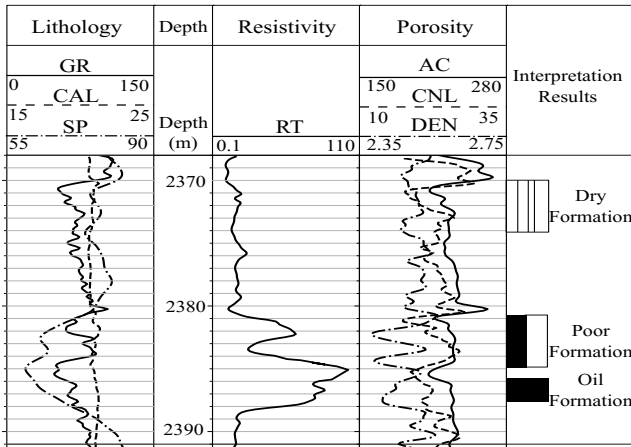 Lithology Depth Resistivity Porosity
GR AC
0 150 150 280
CAL Depth CNL Interpretation
15 25 (m) 10 35 Results
SP RT DEN
55 90 0.1 110 2.35 2.75
2370
Dry
Formation
2380
Poor
Formation
Oil
Formation
2390